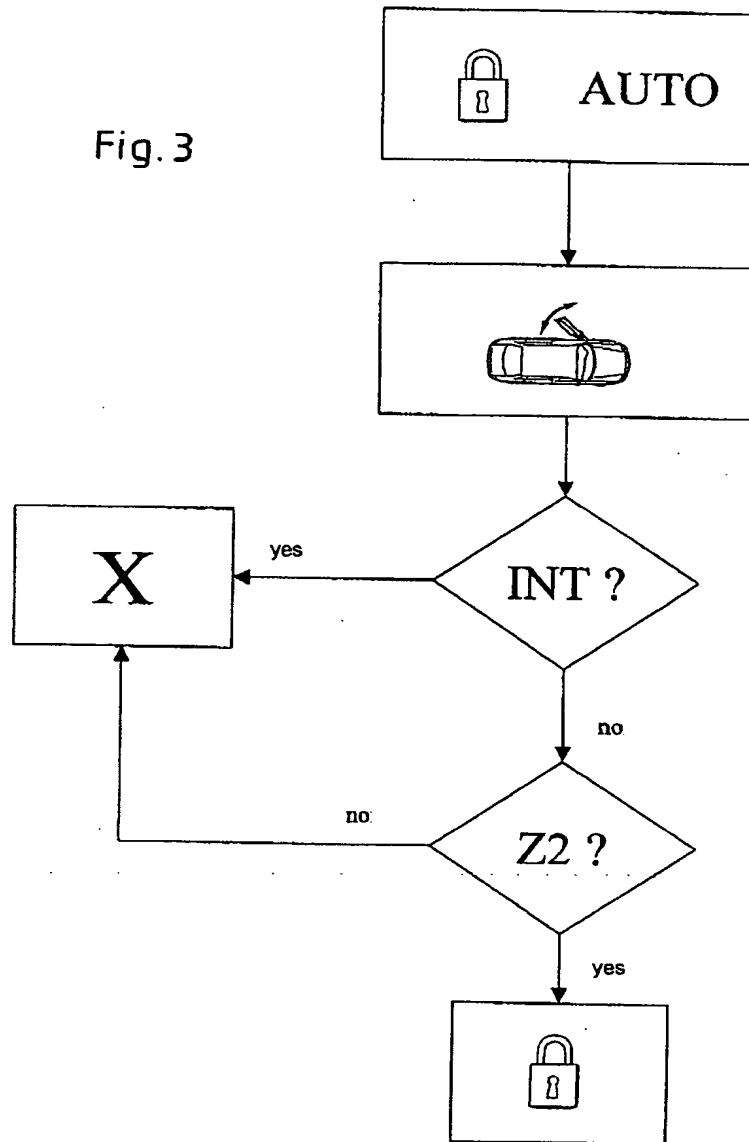 AUTO
Fig. 3
INT ?
yes
X
no
no
Z2 ?
yes